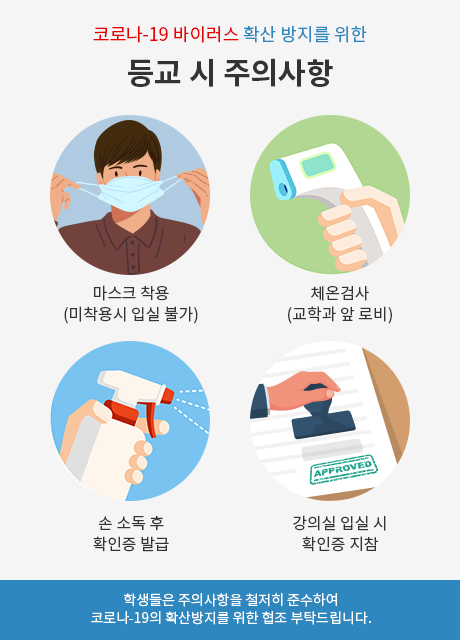 코로나-19 바이러스 확산 방지를 위한
등교 시 주의사항
마스크 착용
(미착용시 입실 불가)
체온검사
(교학과 앞 로비)
APPROVED
손 소독 후
확인증 발급
강의실 입실 시
확인증 지참
학생들은 주의사항을 철저히 준수하여
코로나-19의 확산방지를 위한 협조 부탁드립니다.